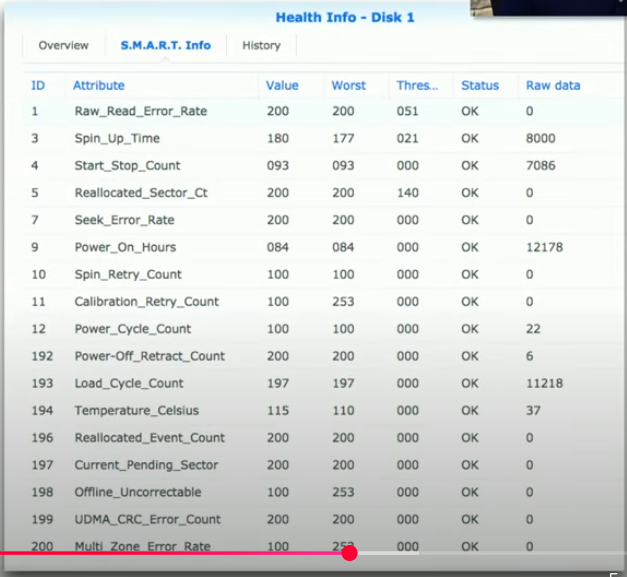 Health Info - Disk 1
Overview S.M.A.R.T. Info History
ID Attribute Value Worst Thres... Status Raw data
1 Raw_Read_Error_Rate 200 200 051 OK 0
3 Spin_Up_Time 180 177 021 OK 8000
4 Start_Stop_Count 093 093 000 OK 7086
5 Reallocated_Sector_Ct 200 200 140 OK 0
7 Seek_Error_Rate 200 200 000 OK 0
9 Power_On_Hours 084 084 000 OK 12178
10 Spin_Retry_Count 100 100 000 OK 0
11 Calibration_Retry_Count 100 253 000 OK 0
12 Power_Cycle_Count 100 100 000 OK 22
192 Power-Off_Retract_Count 200 200 000 OK 6
193 Load_Cycle_Count 197 197 000 OK 11218
194 Temperature_Celsius 115 110 000 OK 37
196 Reallocated_Event_Count 200 200 000 OK 0
197 Current_Pending_Sector 200 200 000 OK 0
198 Offline_Uncorrectable 100 253 000 OK 0
199 UDMA_CRC_Error_Count 200 200 000 OK 0
200 Multi_Zone_Error_Rate 100 253 000 OK 0